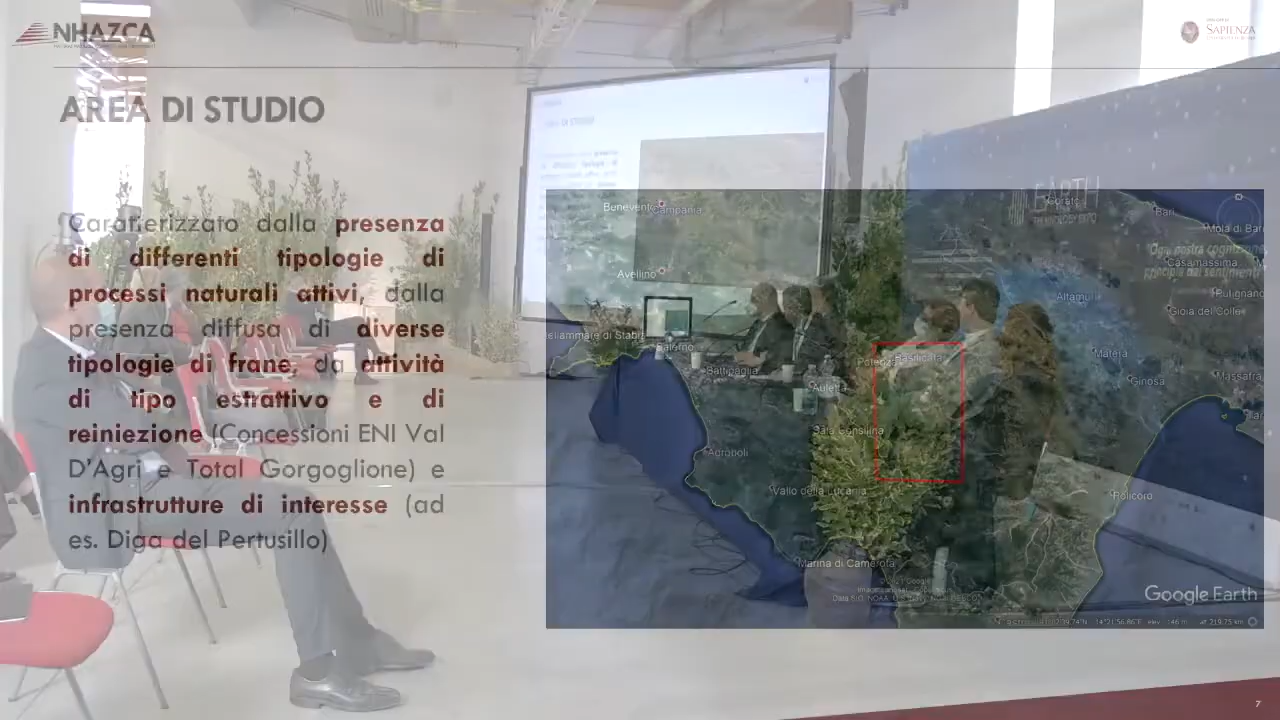 NHAZCA
SAPIENZA
AREA DI STUDIO
Caratterizzato dalla presenza
di differenti tipologie di
processi naturali attivi, dalla
presenza diffusa di diverse
tipologie di frane, da attività
di tipo estrattivo e di
reiniezione (Concessioni ENI Val
D'Agri e Total Gorgoglione) e
infrastrutture di interesse (ad
es. Diga del Pertusillo)
EARTH
Benevento
Campania
Bari
Casamassima
Avellino
Altamura
Gioia del Colle
Salerno
Matera
Battipaglia
Basilicata
Ginosa
Auletta
Sala Consilina
Agropoli
Vallo della Lucania
Policoro
Marina di Camerota
Google Earth
7